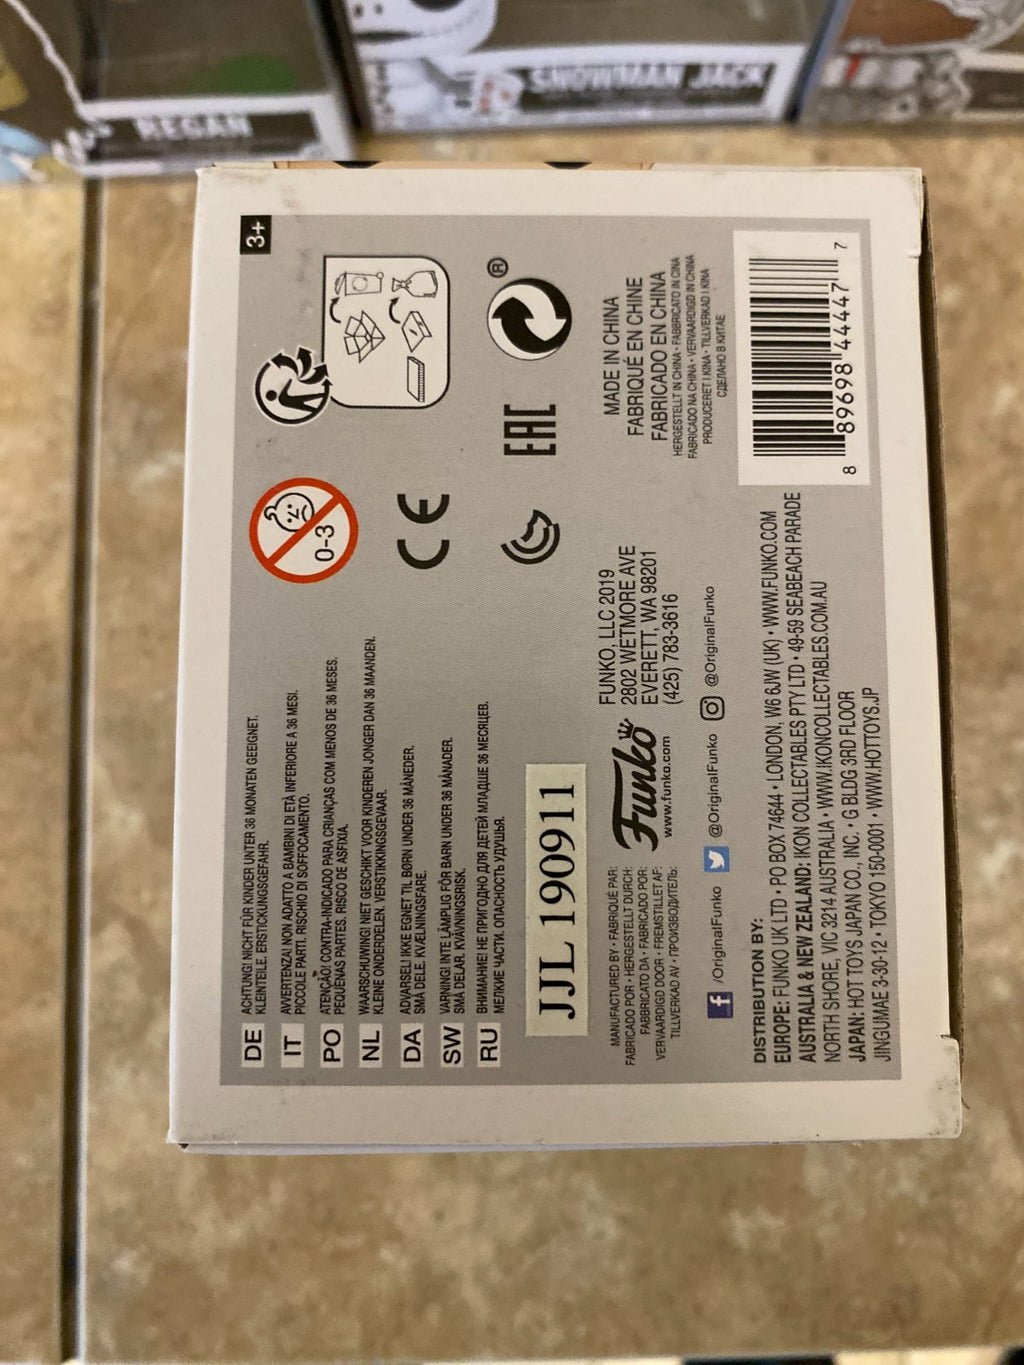 REGAN
SNOWMAN JACK
DE
ACHTUNG! NICHT FÜR KINDER UNTER 36 MONATEN GEEIGNET.
KLEINTEILE. ERSTICKUNGSGEFAHR.
IT
AVVERTENZA! NON ADATTO A BAMBINI DI ETÀ INFERIORE A 36 MESI.
PICCOLE PARTI. RISCHIO DI SOFFOCAMENTO.
PO
ATENÇÃO! CONTRA-INDICADO PARA CRIANÇAS COM MENOS DE 36 MESES.
PEQUENAS PARTES. RISCO DE ASFIXIA.
NL
WAARSCHUWING! NIET GESCHIKT VOOR KINDEREN JONGER DAN 36 MAANDEN.
KLEINE ONDERDELEN. VERSTIKKINGSGEVAAR.
DA
ADVARSEL! IKKE EGNET TIL BØRN UNDER 36 MÅNEDER.
SMÅ DELE. KVÆLNINGSFARE.
SW
VARNING! INTE LÄMPLIG FÖR BARN UNDER 36 MÅNADER.
SMÅ DELAR. KVÄVNINGSRISK.
RU
ВНИМАНИЕ! НЕ ПРИГОДНО ДЛЯ ДЕТЕЙ МЛАДШЕ 36 МЕСЯЦЕВ.
МЕЛКИЕ ЧАСТИ. ОПАСНОСТЬ УДУШЬЯ.
3+
0-3
CE
EAC
®
JJL 190911
MANUFACTURED BY • FABRIQUÉ PAR:
FABRICADO POR • HERGESTELLT DURCH:
FABBRICATO DA • FABRICADO POR:
VERVAARDIGD DOOR • FREMSTILLET AF:
TILLVERKAD AV • ПРОИЗВОДИТЕЛЬ:
Funko
www.funko.com
FUNKO, LLC 2019
2802 WETMORE AVE
EVERETT, WA 98201
(425) 783-3616
MADE IN CHINA
FABRIQUÉ EN CHINE
FABRICADO EN CHINA
HERGESTELLT IN CHINA • FABBRICATO IN CINA
FABRICADO NA CHINA • VERVAARDIGD IN CHINA
PRODUCERET I KINA • TILLVERKAD I KINA
СДЕЛАНО В КИТАЕ
f /OriginalFunko @OriginalFunko @OriginalFunko
DISTRIBUTION BY:
EUROPE: FUNKO UK LTD • PO BOX 74644 • LONDON, W6 6JW (UK) • WWW.FUNKO.COM
AUSTRALIA & NEW ZEALAND: IKON COLLECTABLES PTY LTD • 49-59 SEABEACH PARADE
NORTH SHORE, VIC 3214 AUSTRALIA • WWW.IKONCOLLECTABLES.COM.AU
JAPAN: HOT TOYS JAPAN CO., INC. • G BLDG 3RD FLOOR
JINGUMAE 3-30-12 • TOKYO 150-0001 • WWW.HOTTOYS.JP
8 89698 44447 7